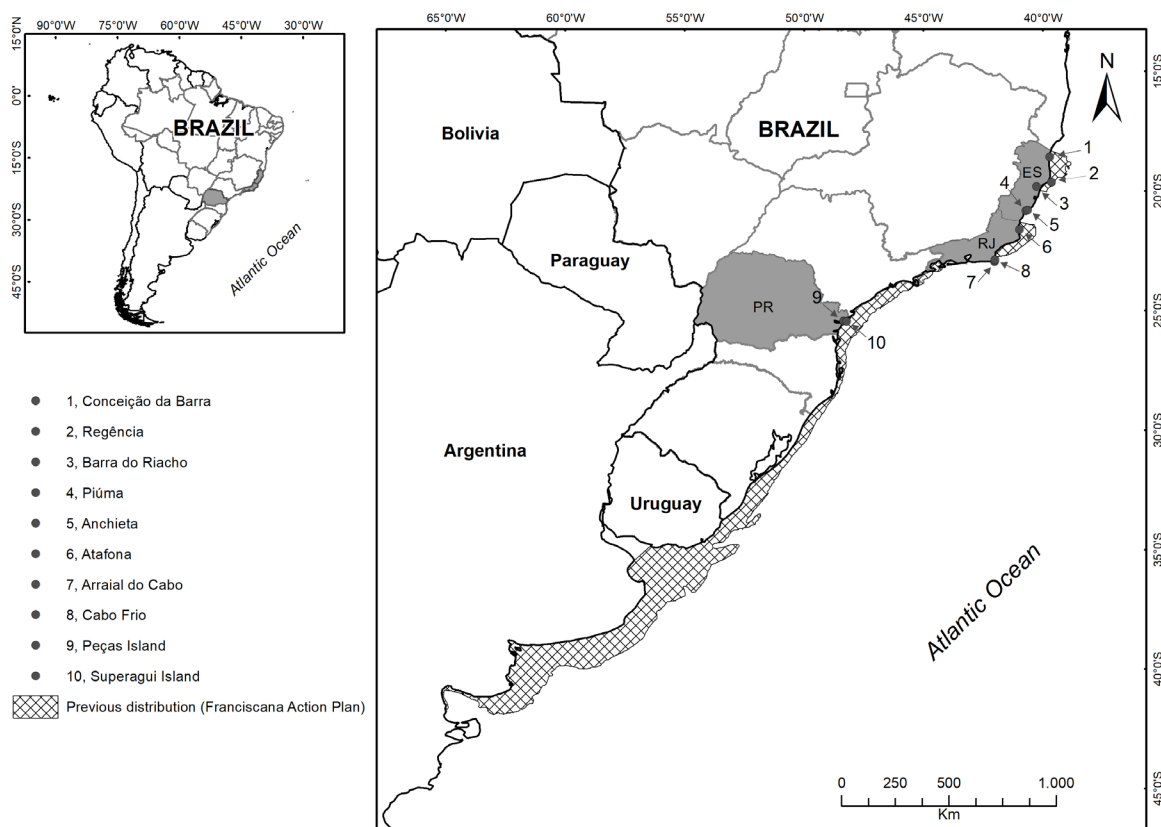 90°0'W 75°0'W 60°0'W 45°0'W 30°0'W
15°0'N
0°0'
15°0'S
30°0'S
45°0'S
BRAZIL
Atlantic Ocean
1, Conceição da Barra
2, Regência
3, Barra do Riacho
4, Piúma
5, Anchieta
6, Atafona
7, Arraial do Cabo
8, Cabo Frio
9, Peças Island
10, Superagui Island
Previous distribution (Franciscana Action Plan)
65°0'W 60°0'W 55°0'W 50°0'W 45°0'W 40°0'W
N
15°0'S
20°0'S
25°0'S
30°0'S
35°0'S
40°0'S
45°0'S
Bolivia
BRAZIL
1
ES
2
4
3
5
RJ
6
Paraguay
7
8
9
PR
10
Argentina
Uruguay
Atlantic Ocean
0 250 500 1.000
Km